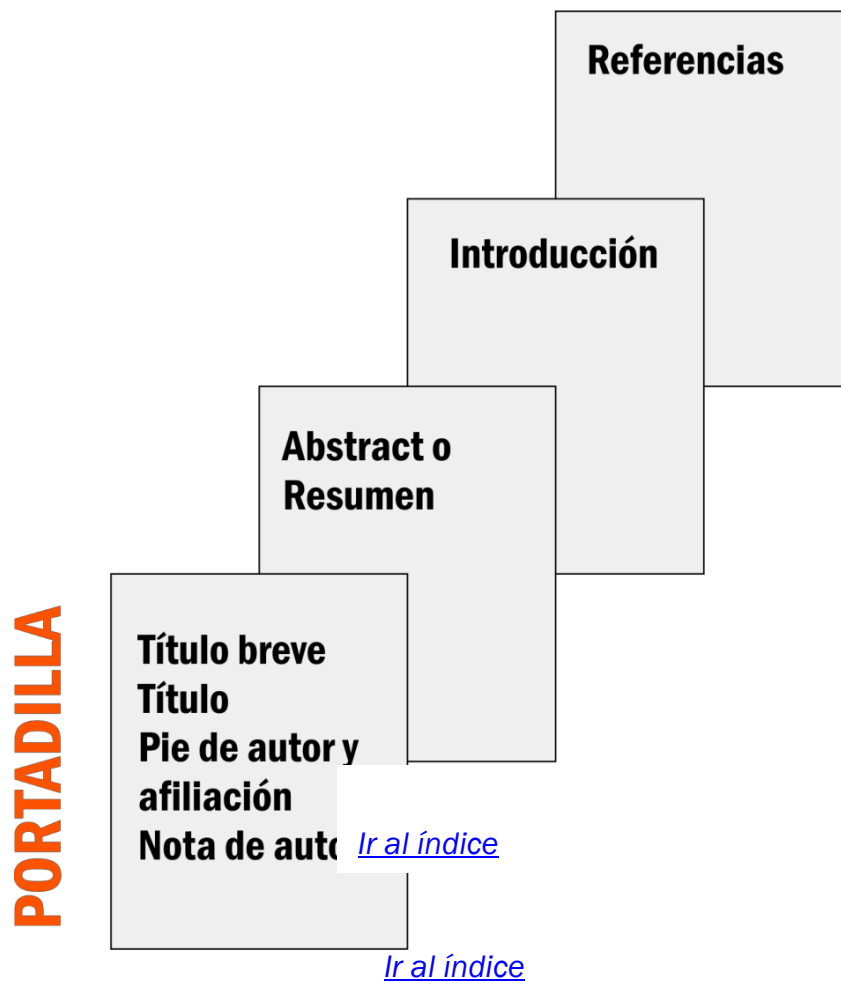 Referencias
Introducción
Abstract o
Resumen
PORTADILLA
Título breve
Título
Pie de autor y
afiliación
Nota de auto
Ir al índice
Ir al índice